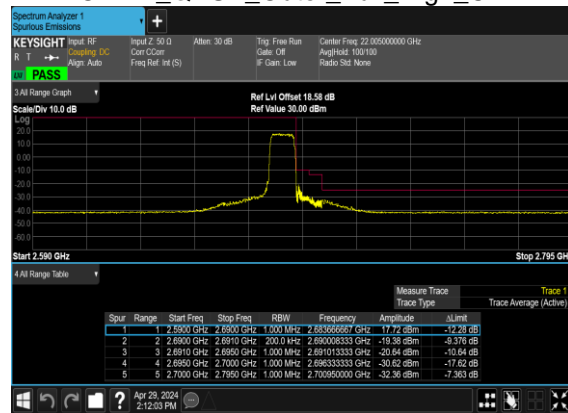 Spectrum Analyzer 1
Spurious Emissions
+
KEYSIGHT Input: RF
R T Coupling: DC
Align: Auto
Input Z: 50 Ω
Corr CCorr
Freq Ref: Int (S)
Atten: 30 dB
Trig: Free Run
Gate: Off
IF Gain: Low
Center Freq: 22.005000000 GHz
Avg|Hold: 100/100
Radio Std: None
PASS
3 All Range Graph
Ref Lvl Offset 18.58 dB
Scale/Div 10.0 dB
Ref Value 30.00 dBm
Log
20.0
10.0
0.00
-10.0
-20.0
-30.0
-40.0
-50.0
-60.0
Start 2.590 GHz
Stop 2.795 GH
4 All Range Table
Measure Trace Trace 1
Trace Type Trace Average (Active)
Spur Range Start Freq Stop Freq RBW Frequency Amplitude ΔLimit
1 1 2.5900 GHz 2.6900 GHz 1.000 MHz 2.683666667 GHz 17.72 dBm -12.28 dB
2 2 2.6900 GHz 2.6910 GHz 200.0 kHz 2.690008333 GHz -19.38 dBm -9.376 dB
3 3 2.6910 GHz 2.6950 GHz 1.000 MHz 2.691013333 GHz -20.64 dBm -10.64 dB
4 4 2.6950 GHz 2.7000 GHz 1.000 MHz 2.696333333 GHz -30.62 dBm -17.62 dB
5 5 2.7000 GHz 2.7950 GHz 1.000 MHz 2.700950000 GHz -32.36 dBm -7.363 dB
? Apr 29, 2024
2:12:03 PM